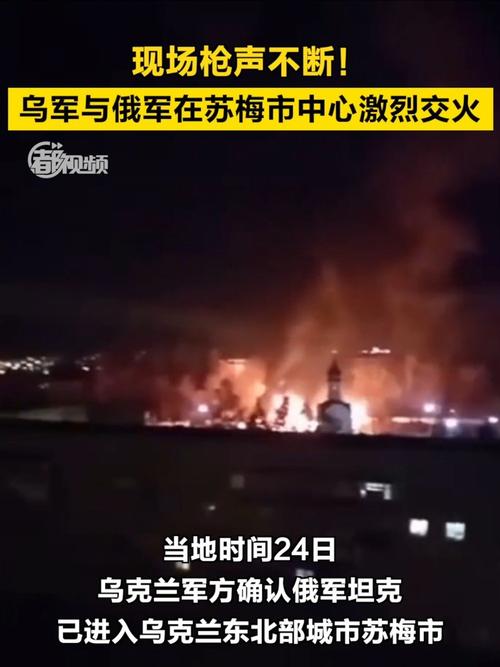 现场枪声不断！
乌军与俄军在苏梅市中心激烈交火
N都视频
当地时间24日
乌克兰军方确认俄军坦克
已进入乌克兰东北部城市苏梅市